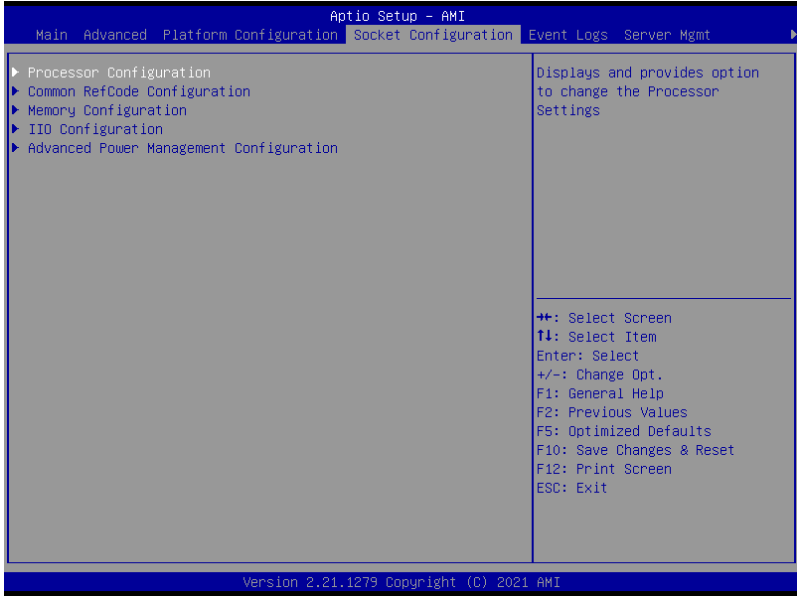 Aptio Setup – AMI
Main Advanced Platform Configuration Socket Configuration Event Logs Server Mgmt ▶
▶ Processor Configuration
▶ Common RefCode Configuration
▶ Memory Configuration
▶ IIO Configuration
▶ Advanced Power Management Configuration
Displays and provides option
to change the Processor
Settings
→←: Select Screen
↑↓: Select Item
Enter: Select
+/-: Change Opt.
F1: General Help
F2: Previous Values
F5: Optimized Defaults
F10: Save Changes & Reset
F12: Print Screen
ESC: Exit
Version 2.21.1279 Copyright (C) 2021 AMI